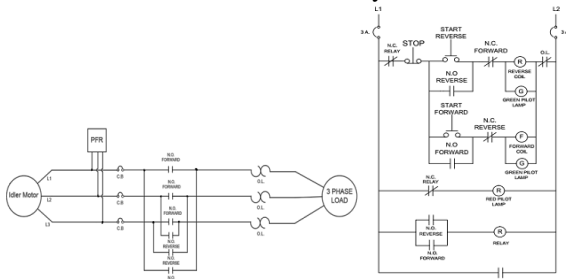 L1
L2
3 A.
3 A
N.C.
RELAY
STOP
START
REVERSE
N.C.
FORWARD
O.L.
R
REVERSE
COIL
N.O
REVERSE
G
GREEN PILOT
LAMP
START
FORWARD
N.C.
REVERSE
F
FORWARD
COIL
N.O
FORWARD
G
GREEN PILOT
LAMP
N.C.
RELAY
R
RED PILOT
LAMP
N.O.
REVERSE
R
RELAY
N.O.
FORWARD
PFR
Idler Motor
L1
L2
L3
C.B
C.B
C.B
N.O.
FORWARD
N.O.
FORWARD
N.O.
FORWARD
N.O.
REVERSE
N.O.
REVERSE
N.O.
O.L.
O.L.
O.L.
3 PHASE
LOAD